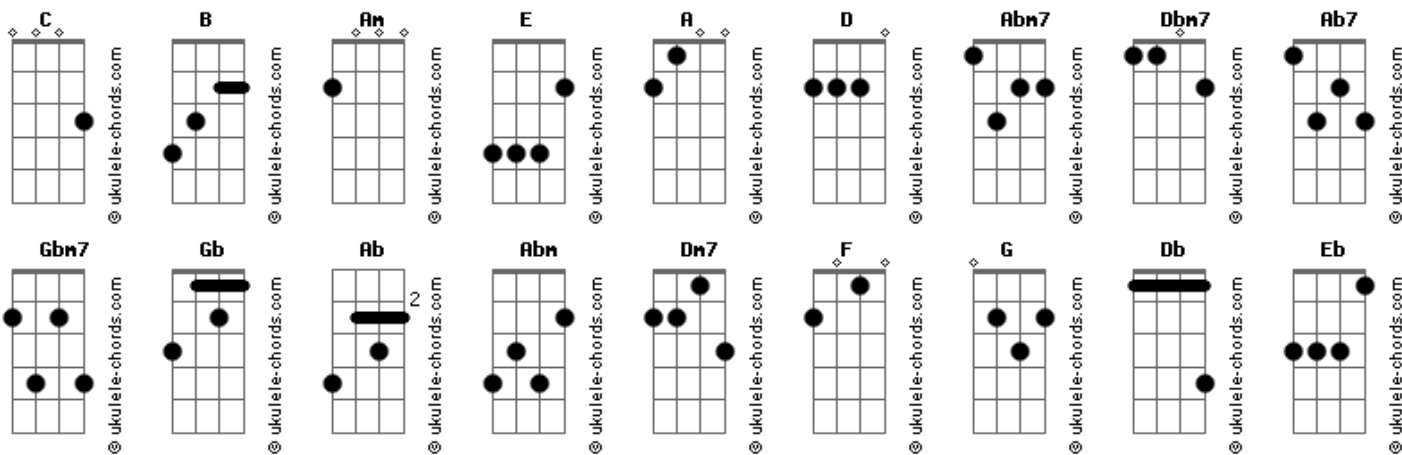 C B Am E A D Abm7 Dbm7 Ab7
© ukulele-chords.com © ukulele-chords.com © ukulele-chords.com © ukulele-chords.com © ukulele-chords.com © ukulele-chords.com © ukulele-chords.com © ukulele-chords.com © ukulele-chords.com
Gbm7 Gb Ab Abm Dm7 F G Db Eb
2
© ukulele-chords.com © ukulele-chords.com © ukulele-chords.com © ukulele-chords.com © ukulele-chords.com © ukulele-chords.com © ukulele-chords.com © ukulele-chords.com © ukulele-chords.com